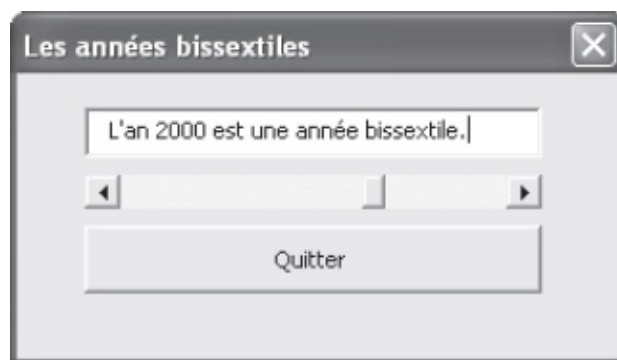 Les années bissextiles
L'an 2000 est une année bissextile.
Quitter